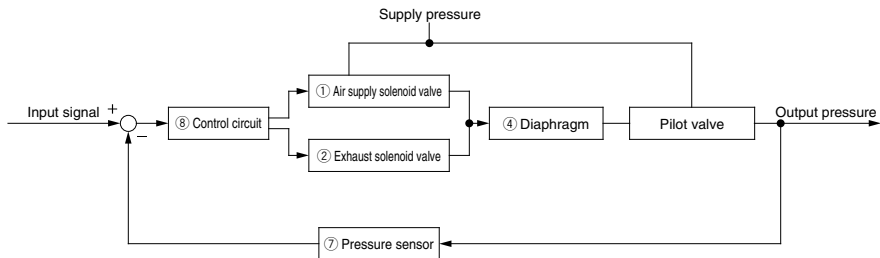 Supply pressure
Input signal
+
−
⑧ Control circuit
① Air supply solenoid valve
② Exhaust solenoid valve
④ Diaphragm
Pilot valve
Output pressure
⑦ Pressure sensor